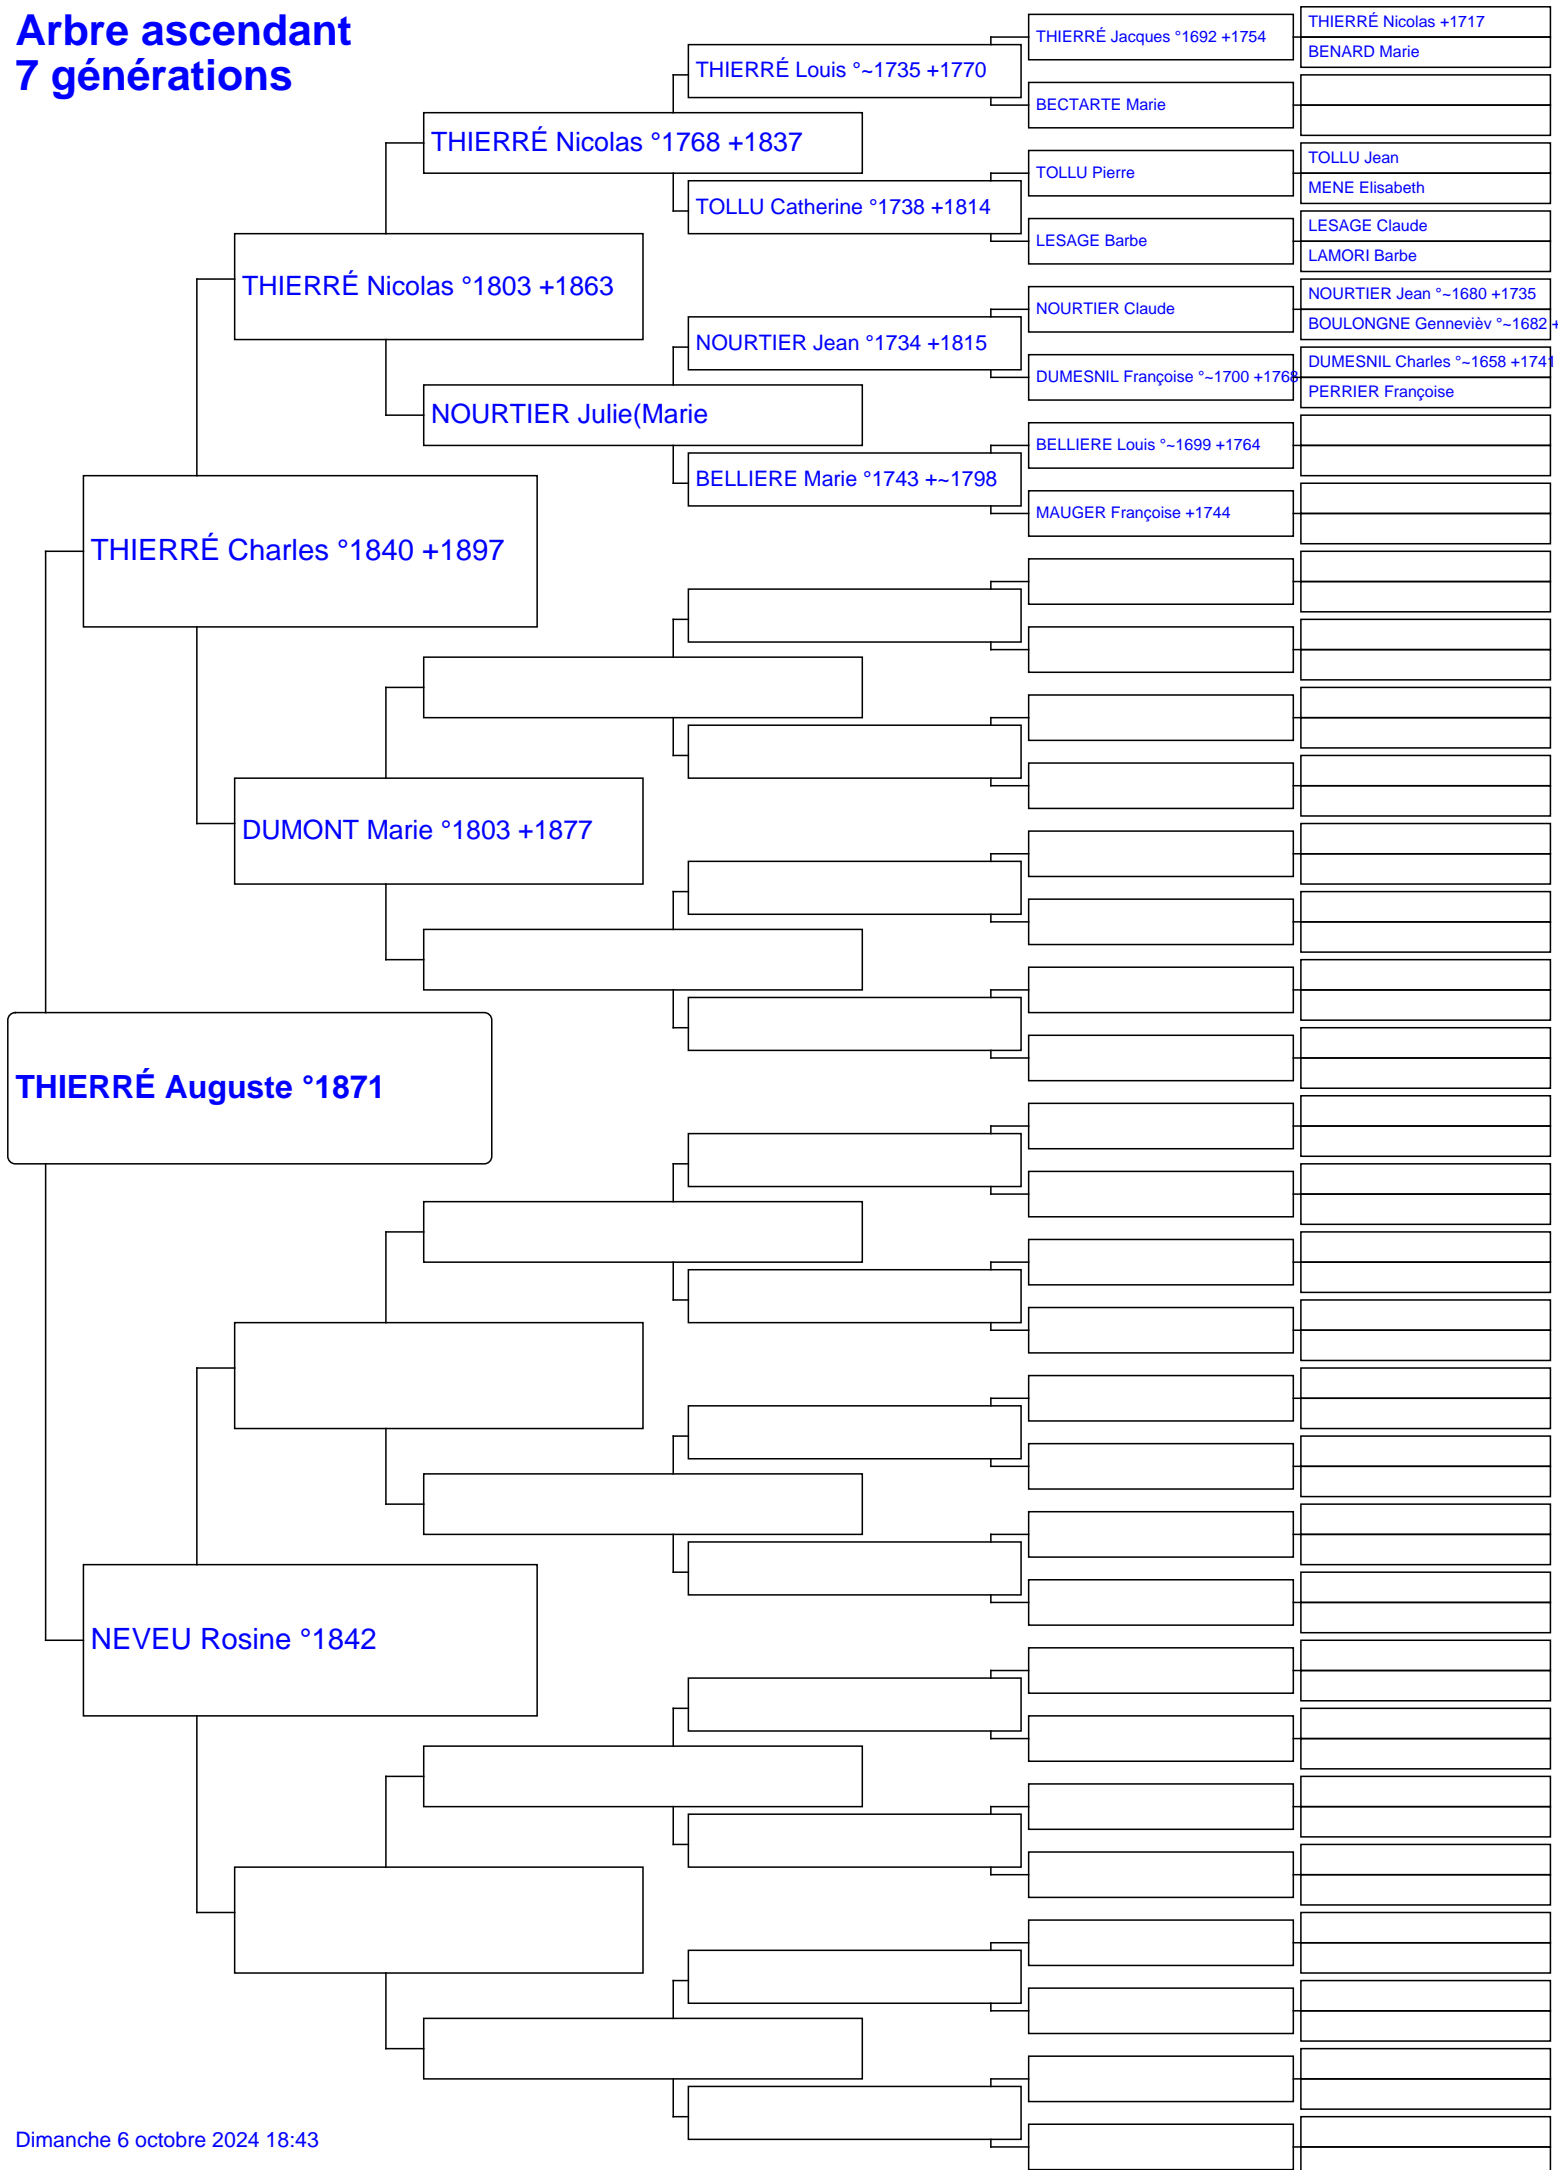 Arbre ascendant
7 générations
THIERRÉ Nicolas +1717
THIERRÉ Jacques °1692 +1754
BENARD Marie
THIERRÉ Louis °~1735 +1770
BECTARTE Marie
THIERRÉ Nicolas °1768 +1837
TOLLU Jean
TOLLU Pierre
MENE Elisabeth
TOLLU Catherine °1738 +1814
LESAGE Claude
LESAGE Barbe
LAMORI Barbe
THIERRÉ Nicolas °1803 +1863
NOURTIER Jean °~1680 +1735
NOURTIER Claude
BOULONGNE Gennevièv °~1682 +
NOURTIER Jean °1734 +1815
DUMESNIL Charles °~1658 +1741
DUMESNIL Françoise °~1700 +1768
PERRIER Françoise
NOURTIER Julie(Marie
BELLIERE Louis °~1699 +1764
BELLIERE Marie °1743 +~1798
MAUGER Françoise +1744
THIERRÉ Charles °1840 +1897
DUMONT Marie °1803 +1877
THIERRÉ Auguste °1871
NEVEU Rosine °1842
Dimanche 6 octobre 2024 18:43